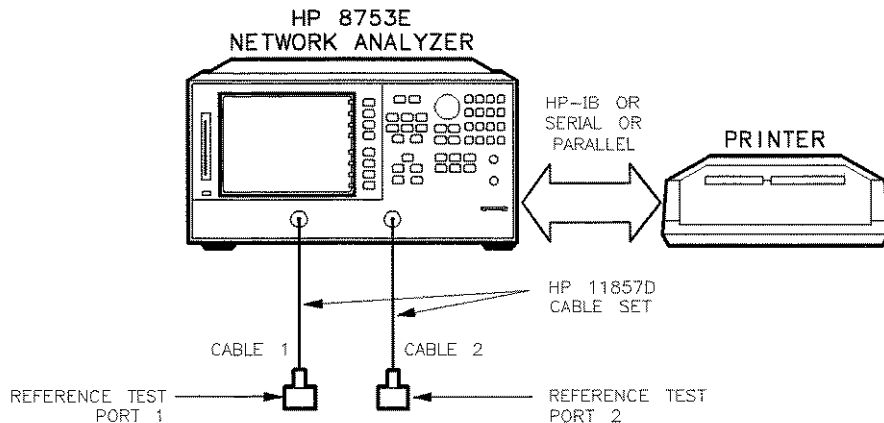 HP 8753E
NETWORK ANALYZER
HP-IB OR
SERIAL OR
PARALLEL
PRINTER
HP 11857D
CABLE SET
CABLE 1
CABLE 2
REFERENCE TEST
PORT 1
REFERENCE TEST
PORT 2